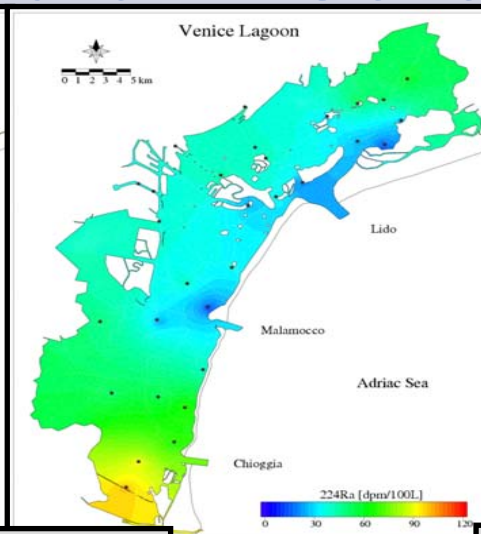 Venice Lagoon
0 1 2 3 4 5 km
Lido
Malamocco
Adriac Sea
Chioggia
224Ra [dpm/100L]
0 30 60 90 120